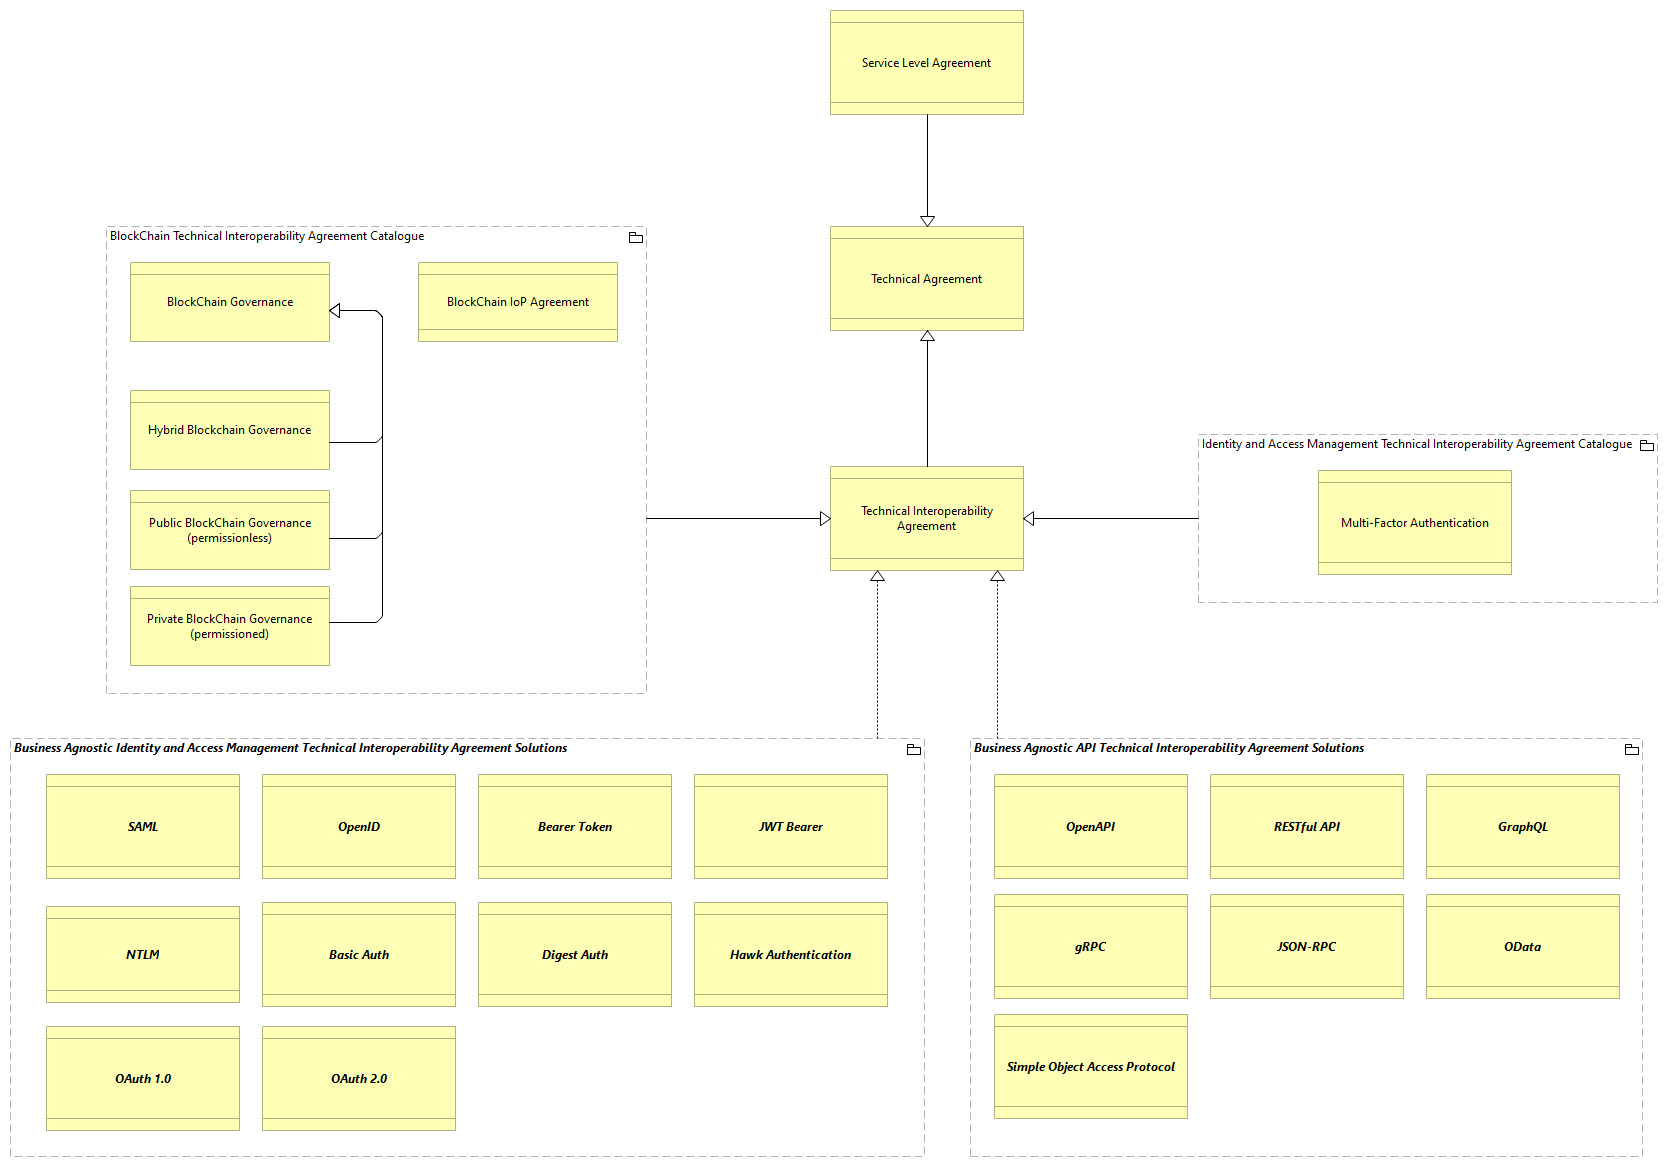 Service Level Agreement
Technical Agreement
BlockChain Technical Interoperability Agreement Catalogue
BlockChain Governance
BlockChain IoP Agreement
Hybrid Blockchain Governance
Public BlockChain Governance
(permissionless)
Private BlockChain Governance
(permissioned)
Technical Interoperability
Agreement
Identity and Access Management Technical Interoperability Agreement Catalogue
Multi-Factor Authentication
Business Agnostic Identity and Access Management Technical Interoperability Agreement Solutions
SAML
OpenID
Bearer Token
JWT Bearer
NTLM
Basic Auth
Digest Auth
Hawk Authentication
OAuth 1.0
OAuth 2.0
Business Agnostic API Technical Interoperability Agreement Solutions
OpenAPI
RESTful API
GraphQL
gRPC
JSON-RPC
OData
Simple Object Access Protocol